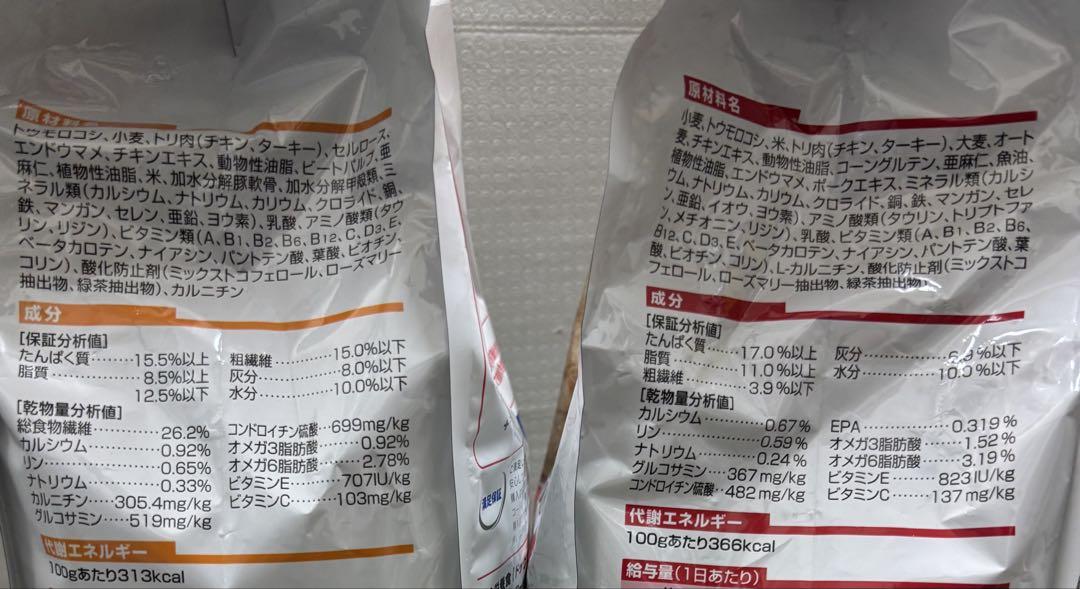 原材料名
トウモロコシ、小麦、トリ肉(チキン、ターキー)、セルロース、
エンドウマメ、チキンエキス、動物性油脂、ビートパルプ、亜
麻仁、植物性油脂、米、加水分解豚軟骨、加水分解甲殻類、ミ
ネラル類(カルシウム、ナトリウム、カリウム、クロライド、銅、
鉄、マンガン、セレン、亜鉛、ヨウ素)、乳酸、アミノ酸類(タウ
リン、リジン)、ビタミン類(A、B1、B2、B6、B12、C、D3、E、
ベータカロテン、ナイアシン、パントテン酸、葉酸、ビオチン、
コリン)、酸化防止剤(ミックストコフェロール、ローズマリー
抽出物、緑茶抽出物)、カルニチン
成分
[保証分析値]
たんぱく質……15.5%以上 粗繊維……15.0%以下
脂質……8.5%以上 灰分……8.0%以下
12.5%以下 水分……10.0%以下
[乾物量分析値]
総食物繊維……26.2% コンドロイチン硫酸…699mg/kg
カルシウム……0.92% オメガ3脂肪酸……0.92%
リン……0.65% オメガ6脂肪酸……2.78%
ナトリウム……0.33% ビタミンE……707IU/kg
カルニチン……305.4mg/kg ビタミンC……103mg/kg
グルコサミン……519mg/kg
代謝エネルギー
100gあたり313kcal
満足保証
原材料名
小麦、トウモロコシ、米、トリ肉(チキン、ターキー)、大麦、オート
麦、チキンエキス、動物性油脂、コーングルテン、亜麻仁、魚油、
植物性油脂、エンドウマメ、ポークエキス、ミネラル類(カルシ
ウム、ナトリウム、カリウム、クロライド、銅、鉄、マンガン、セレ
ン、亜鉛、イオウ、ヨウ素)、アミノ酸類(タウリン、トリプトファ
ン、メチオニン、リジン)、乳酸、ビタミン類(A、B1、B2、B6、
B12、C、D3、E、ベータカロテン、ナイアシン、パントテン酸、葉
酸、ビオチン、コリン)、L-カルニチン、酸化防止剤(ミックストコ
フェロール、ローズマリー抽出物、緑茶抽出物)
成分
[保証分析値]
たんぱく質……17.0%以上 灰分……6.9%以下
脂質……11.0%以上 水分……10.0%以下
粗繊維……3.9%以下
[乾物量分析値]
カルシウム……0.67% EPA……0.319%
リン……0.59% オメガ3脂肪酸……1.52%
ナトリウム……0.24% オメガ6脂肪酸……3.19%
グルコサミン……367mg/kg ビタミンE……823IU/kg
コンドロイチン硫酸…482mg/kg ビタミンC……137mg/kg
代謝エネルギー
100gあたり366kcal
給与量(1日あたり)